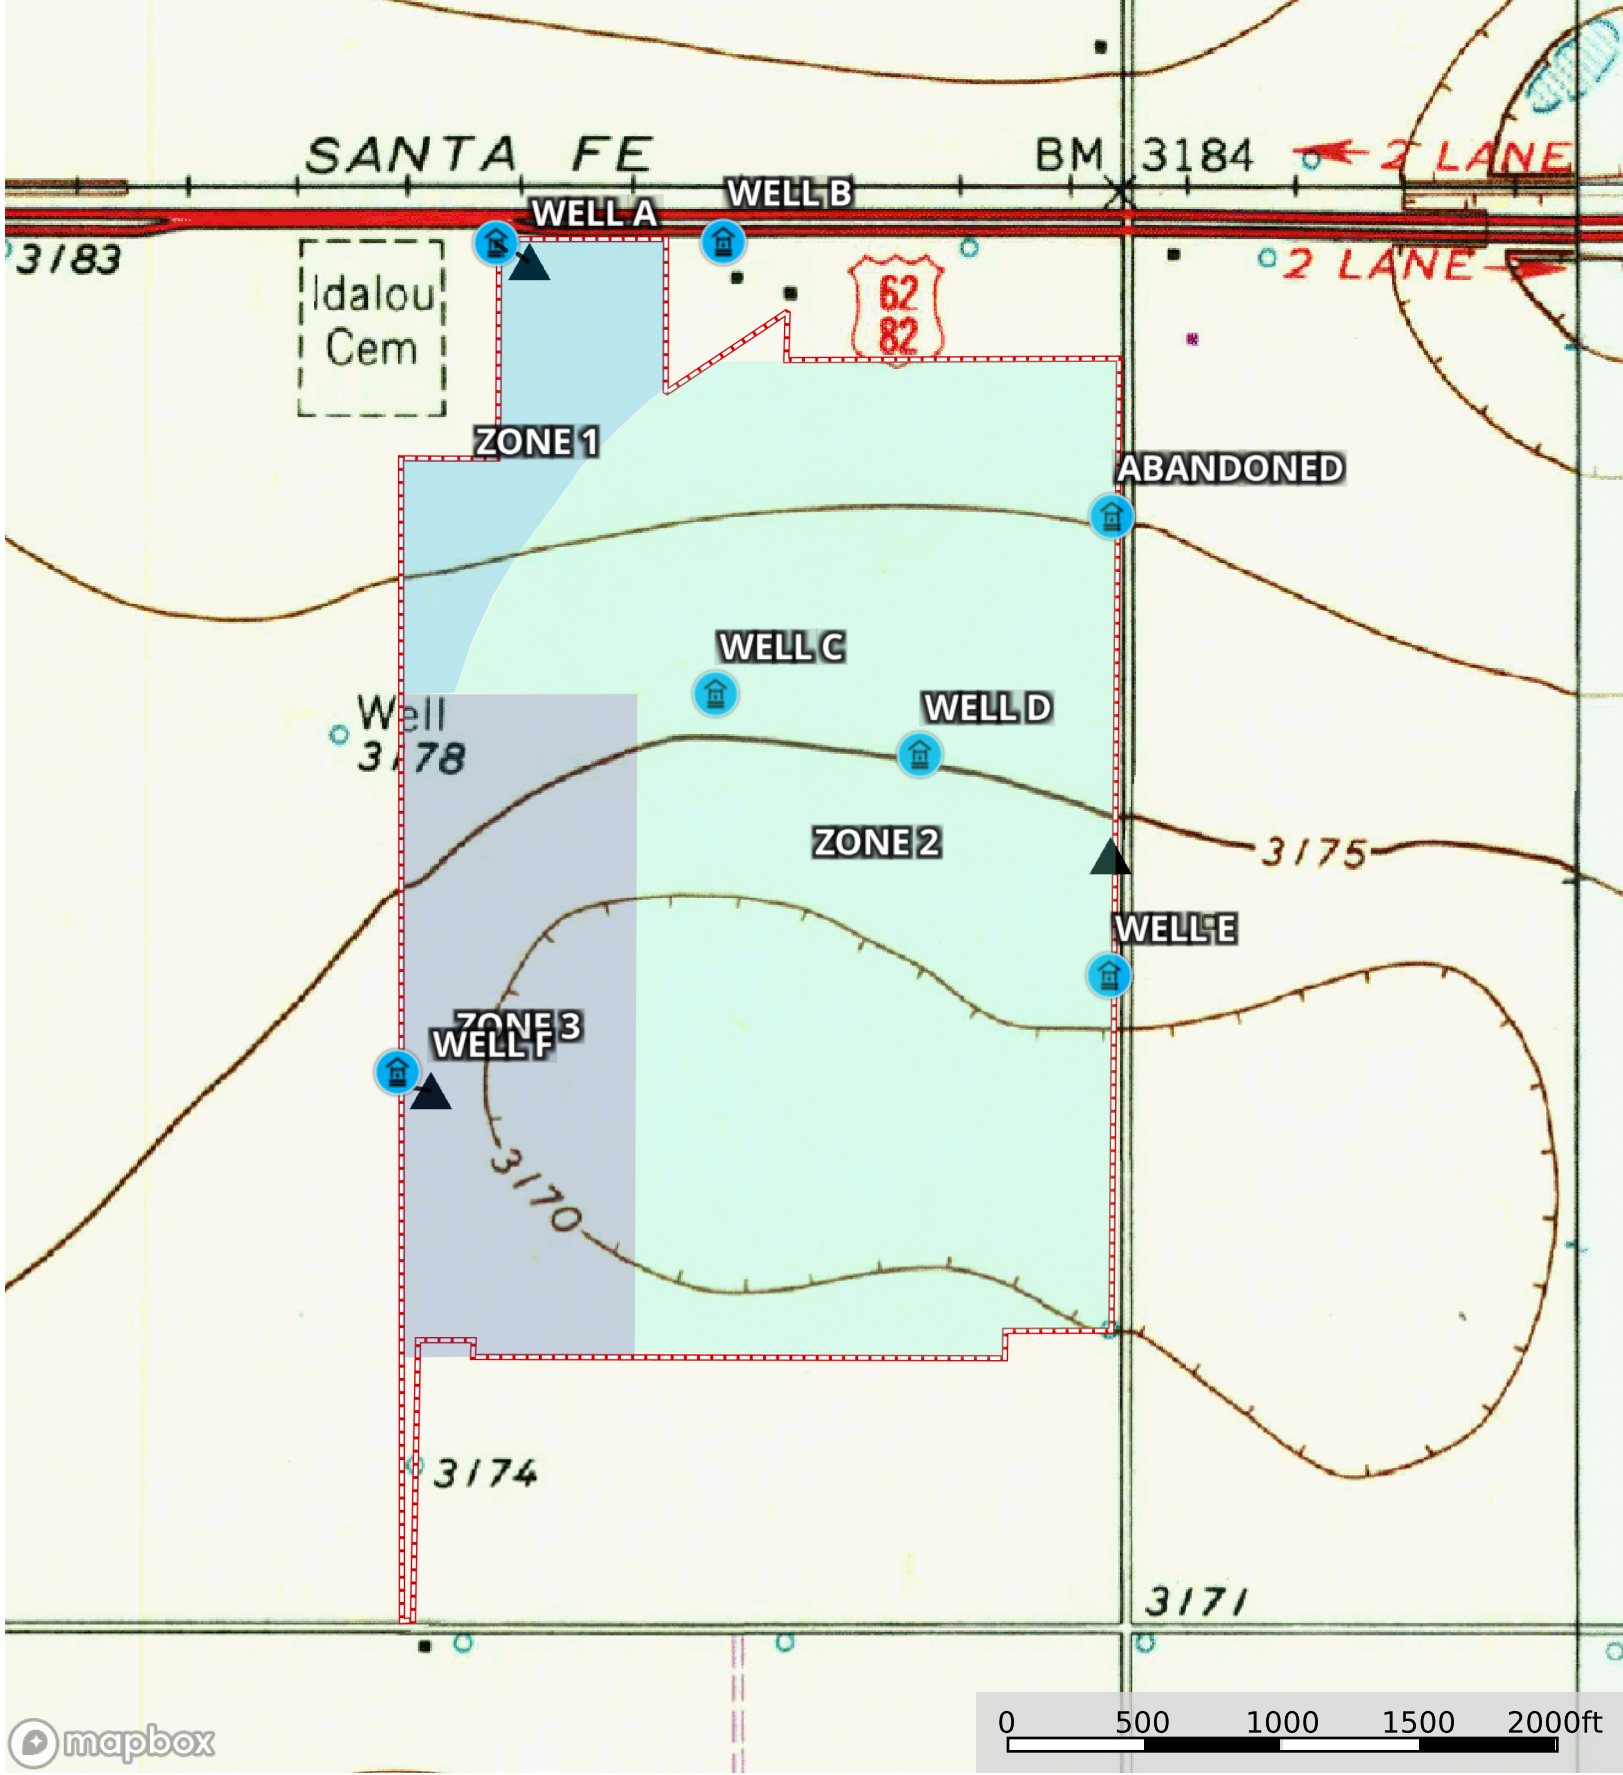 SANTA FE
BM 3184
2 LANE
WELL A
WELL B
3183
Idalou
Cem
62
82
2 LANE
ZONE 1
ABANDONED
WELL C
Well
3178
WELL D
ZONE 2
3175
WELL E
ZONE 3
WELL F
3170
3174
3171
mapbox
0 500 1000 1500 2000ft